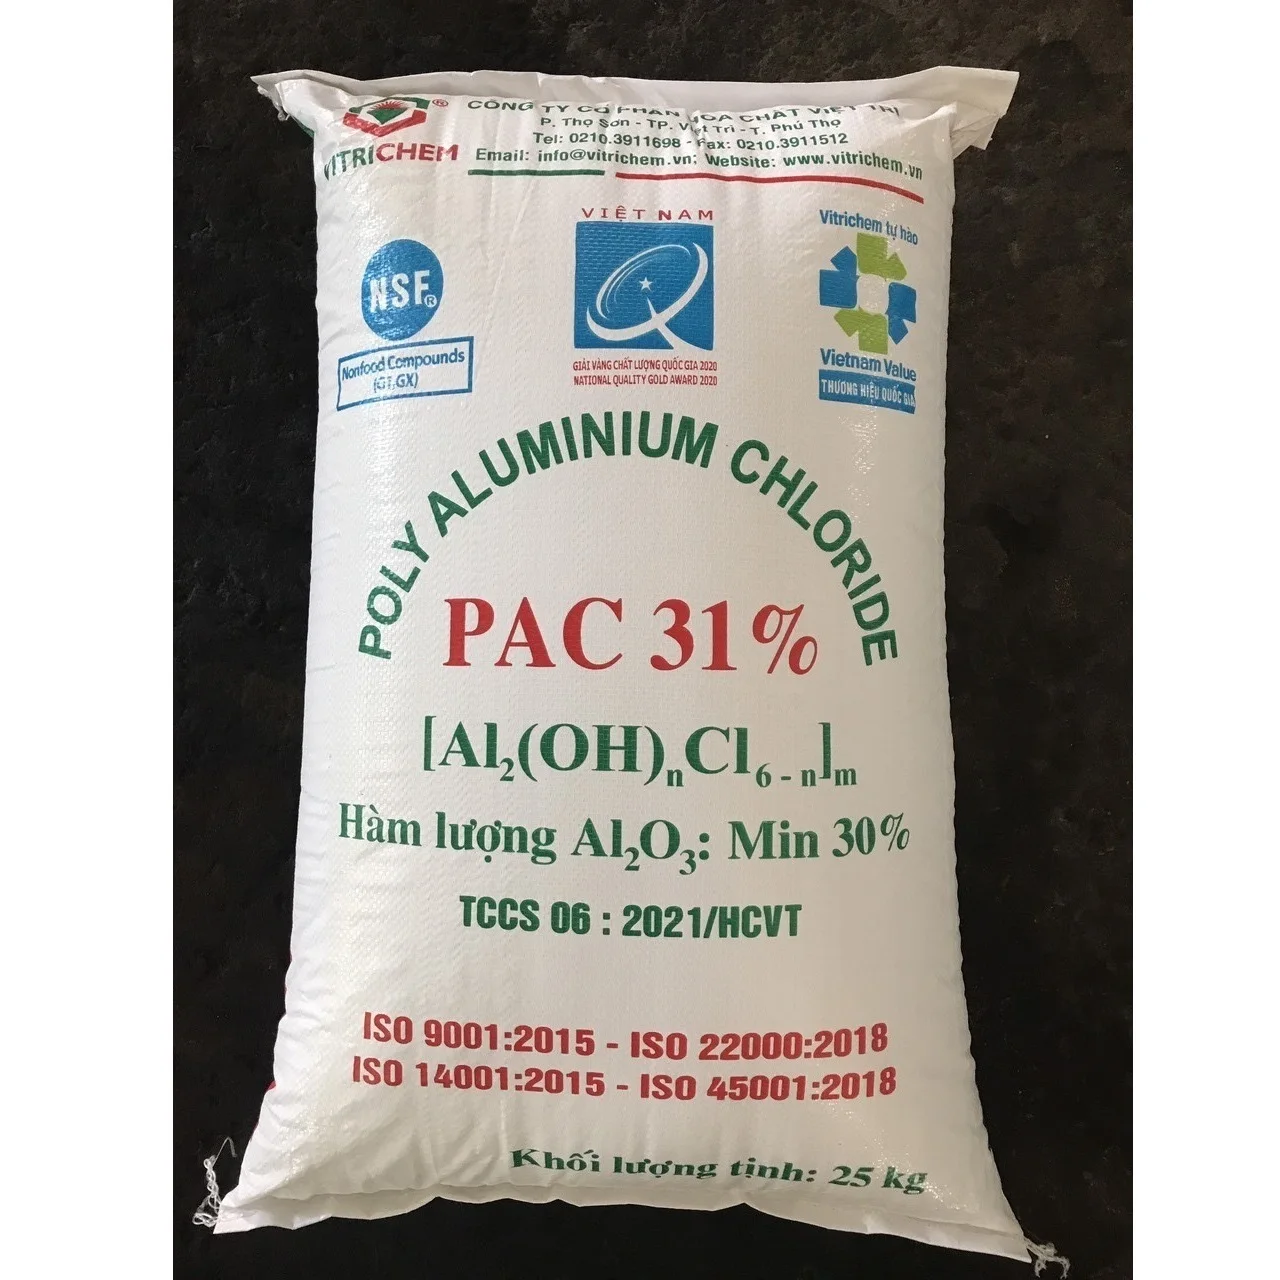 VITRICHEM ®
CÔNG TY CỔ PHẦN HÓA CHẤT VIỆT TRÌ
P. Thọ Sơn - TP. Việt Trì - T. Phú Thọ
Tel: 0210.3911698 - Fax: 0210.3911512
Email: info@vitrichem.vn; Website: www.vitrichem.vn
NSF®
Nonfood Compounds
(G1,GX)
VIỆT NAM
GIẢI VÀNG CHẤT LƯỢNG QUỐC GIA 2020
NATIONAL QUALITY GOLD AWARD 2020
Vitrichem tự hào
Vietnam Value
THƯƠNG HIỆU QUỐC GIA
POLY ALUMINIUM CHLORIDE
PAC 31%
[Al₂(OH)ₙCl₆₋ₙ]ₘ
Hàm lượng Al₂O₃: Min 30%
TCCS 06 : 2021/HCVT
ISO 9001:2015 - ISO 22000:2018
ISO 14001:2015 - ISO 45001:2018
Khối lượng tịnh: 25 kg